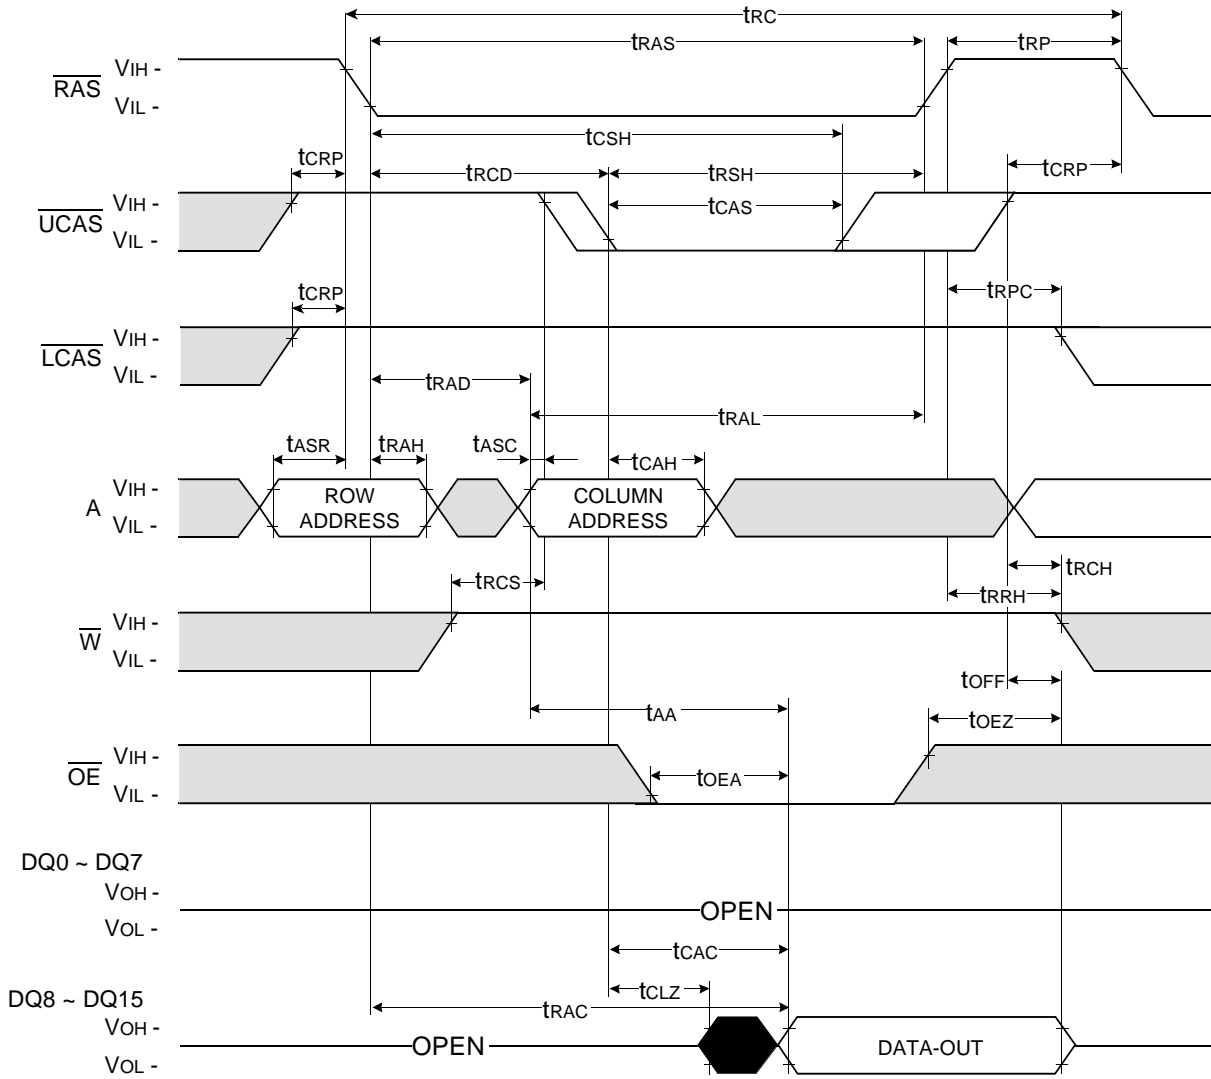 tRC
tRAS tRP
RAS VIH -
VIL -
tCSH
tCRP tRCD tRSH tCRP
UCAS VIH -
VIL -
tCAS
tCRP tRPC
LCAS VIH -
VIL -
tRAD
tRAL
tASR tRAH tASC tCAH
A VIH -
VIL -
ROW
ADDRESS
COLUMN
ADDRESS
tRCS tRCH
tRRH
W VIH -
VIL -
tOFF
tAA tOEZ
OE VIH -
VIL -
tOEA
DQ0 ~ DQ7
VOH -
VOL -
OPEN
tCAC
DQ8 ~ DQ15
tCLZ
tRAC
VOH -
VOL -
OPEN
DATA-OUT